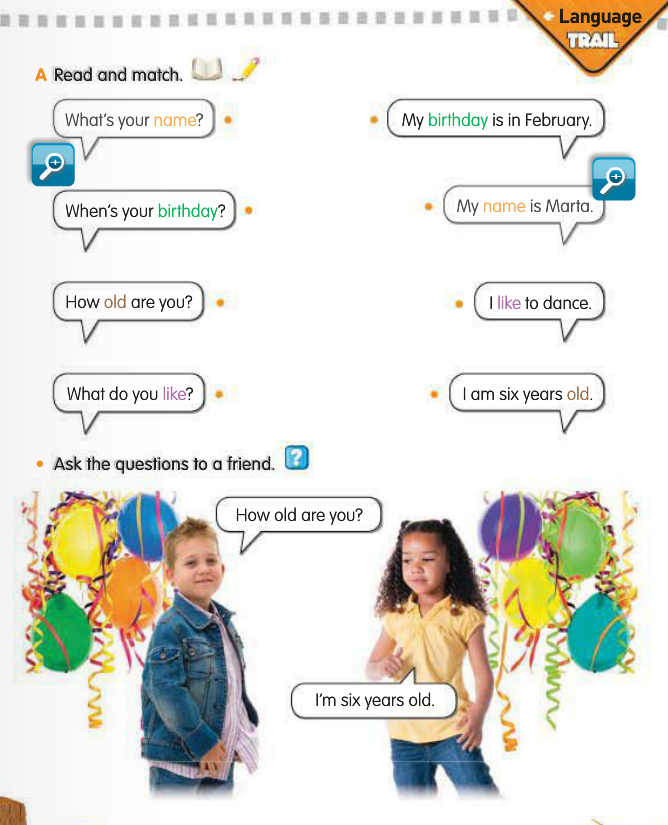 Language
TRAIL
A Read and match.
What's your name?
My birthday is in February.
When's your birthday?
My name is Marta.
How old are you?
I like to dance.
What do you like?
I am six years old.
• Ask the questions to a friend. ?
How old are you?
I'm six years old.